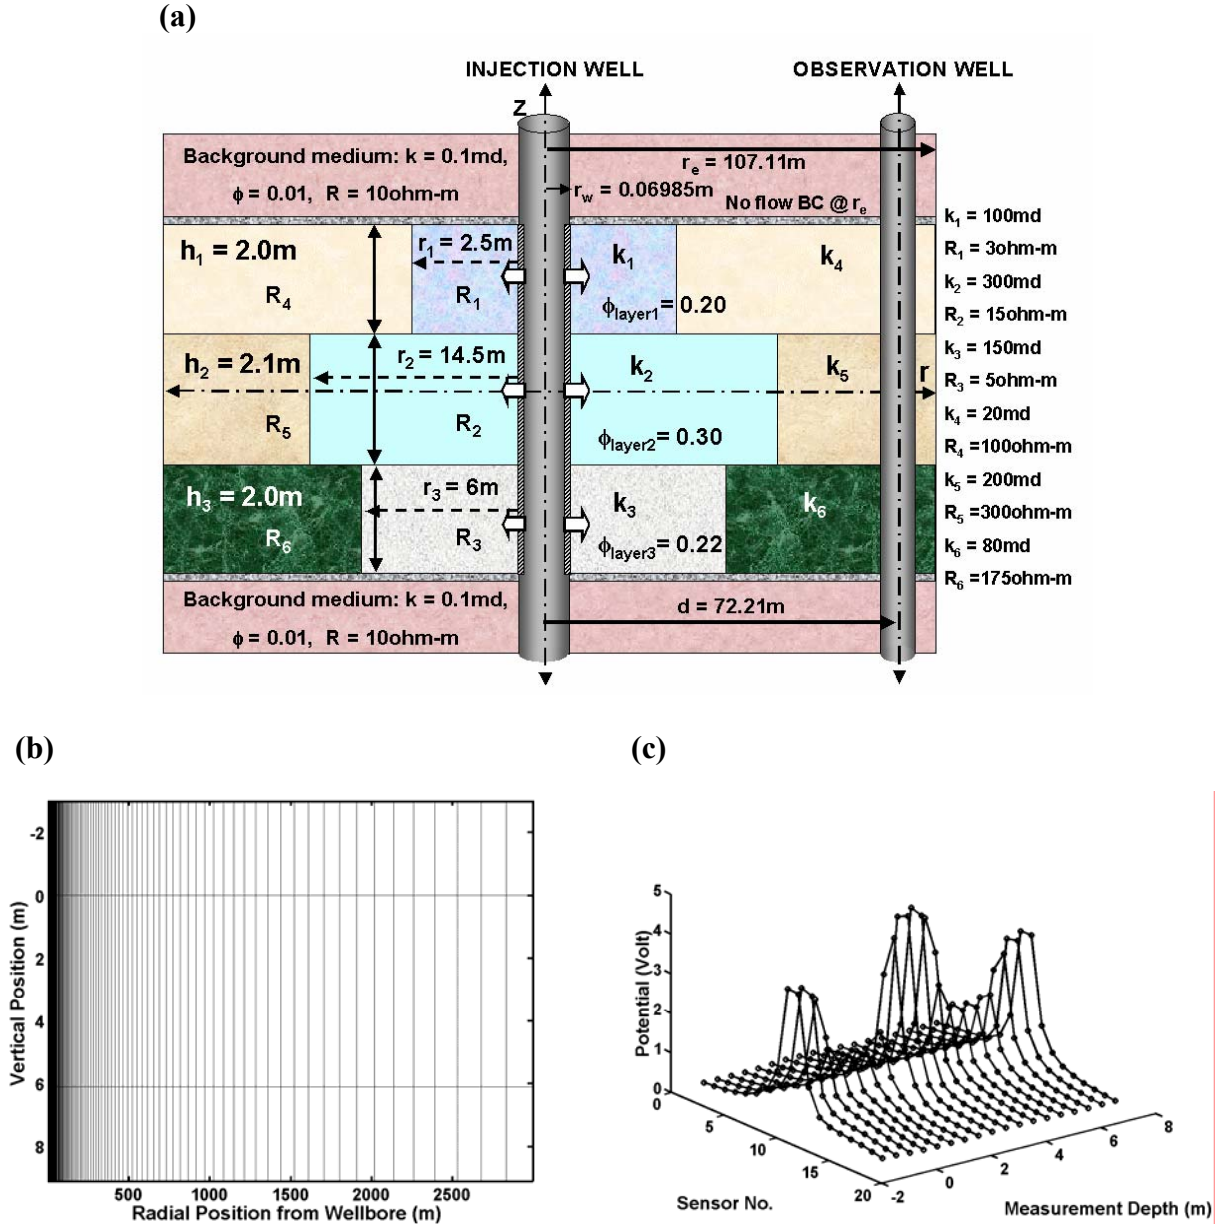 (a)
INJECTION WELL
OBSERVATION WELL
Z
Background medium: k = 0.1md,
ϕ = 0.01, R = 10ohm-m
r_e = 107.11m
r_w = 0.06985m
No flow BC @ r_e
h_1 = 2.0m
R_4
r_1 = 2.5m
R_1
k_1
ϕ_layer1 = 0.20
k_4
h_2 = 2.1m
R_5
r_2 = 14.5m
R_2
k_2
ϕ_layer2 = 0.30
k_5
r
h_3 = 2.0m
R_6
r_3 = 6m
R_3
k_3
ϕ_layer3 = 0.22
k_6
Background medium: k = 0.1md,
ϕ = 0.01, R = 10ohm-m
d = 72.21m
k_1 = 100md
R_1 = 3ohm-m
k_2 = 300md
R_2 = 15ohm-m
k_3 = 150md
R_3 = 5ohm-m
k_4 = 20md
R_4 = 100ohm-m
k_5 = 200md
R_5 = 300ohm-m
k_6 = 80md
R_6 = 175ohm-m
(b)
Vertical Position (m)
-2
0
2
4
6
8
500 1000 1500 2000 2500
Radial Position from Wellbore (m)
(c)
Potential (Volt)
5
4
3
2
1
0
0
5
10
15
20
Sensor No.
-2
0
2
4
6
8
Measurement Depth (m)